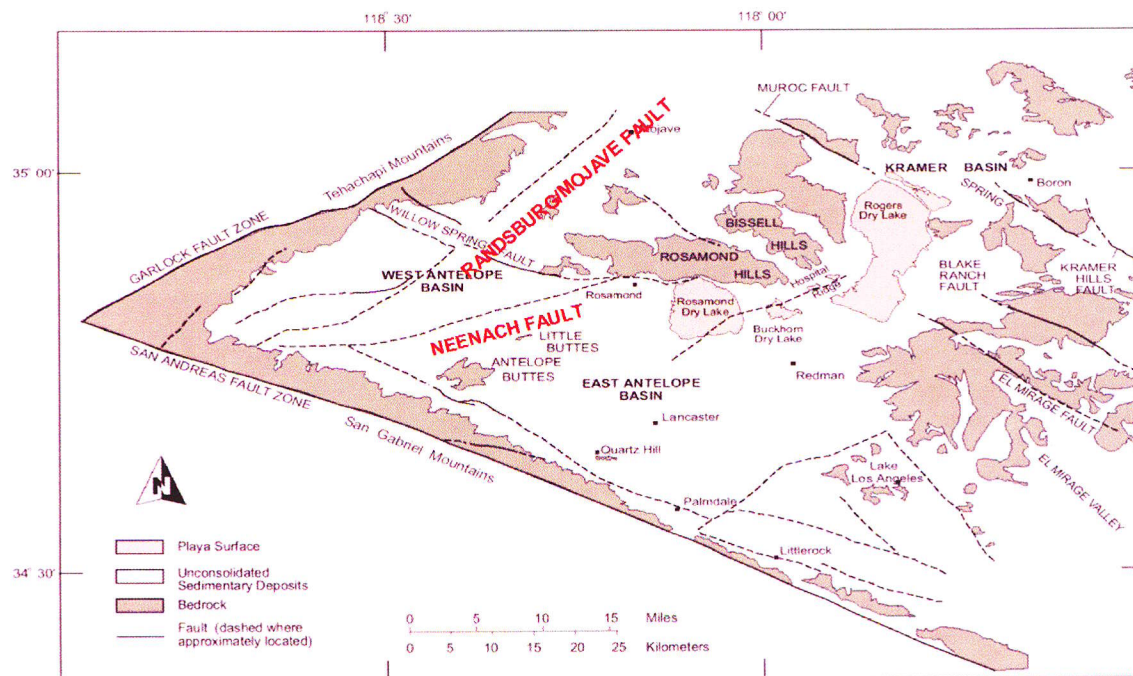 118° 30'
118° 00'
MUROC FAULT
RANDSBURG/MOJAVE FAULT
Mojave
Tehachapi Mountains
35° 00'
KRAMER BASIN
Boron
SPRING
GARLOCK FAULT ZONE
WILLOW SPRINGS FAULT
Rogers
Dry Lake
BISSELL
HILLS
ROSAMOND
HILLS
WEST ANTELOPE
BASIN
BLAKE
RANCH
FAULT
KRAMER
HILLS
FAULT
Hospital
Ridge
Rosamond
Rosamond
Dry Lake
NEENACH FAULT
LITTLE
BUTTES
Buckhorn
Dry Lake
ANTELOPE
BUTTES
SAN ANDREAS FAULT ZONE
Redman
EAST ANTELOPE
BASIN
EL MIRAGE FAULT
Lancaster
San Gabriel Mountains
Quartz Hill
Lake
Los Angeles
EL MIRAGE VALLEY
N
Palmdale
Littlerock
Playa Surface
Unconsolidated
Sedimentary Deposits
34° 30'
Bedrock
Fault (dashed where
approximately located)
0 5 10 15 Miles
0 5 10 15 20 25 Kilometers